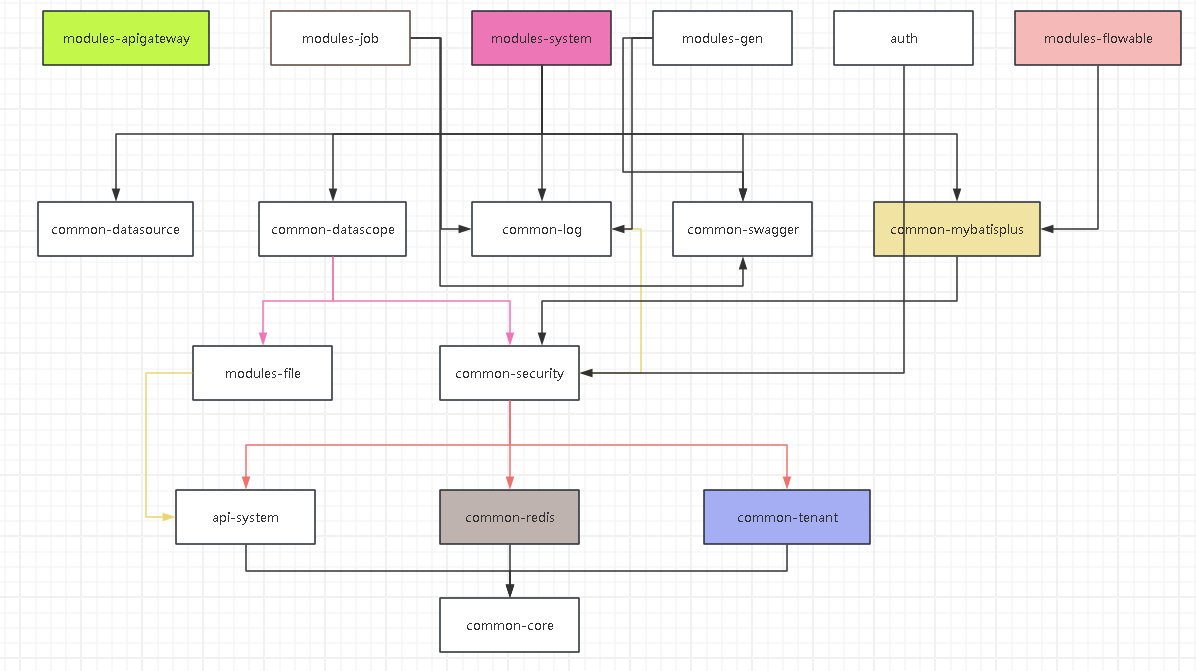 modules-apigateway
modules-job
modules-system
modules-gen
auth
modules-flowable
common-datasource
common-datascope
common-log
common-swagger
common-mybatisplus
modules-file
common-security
api-system
common-redis
common-tenant
common-core